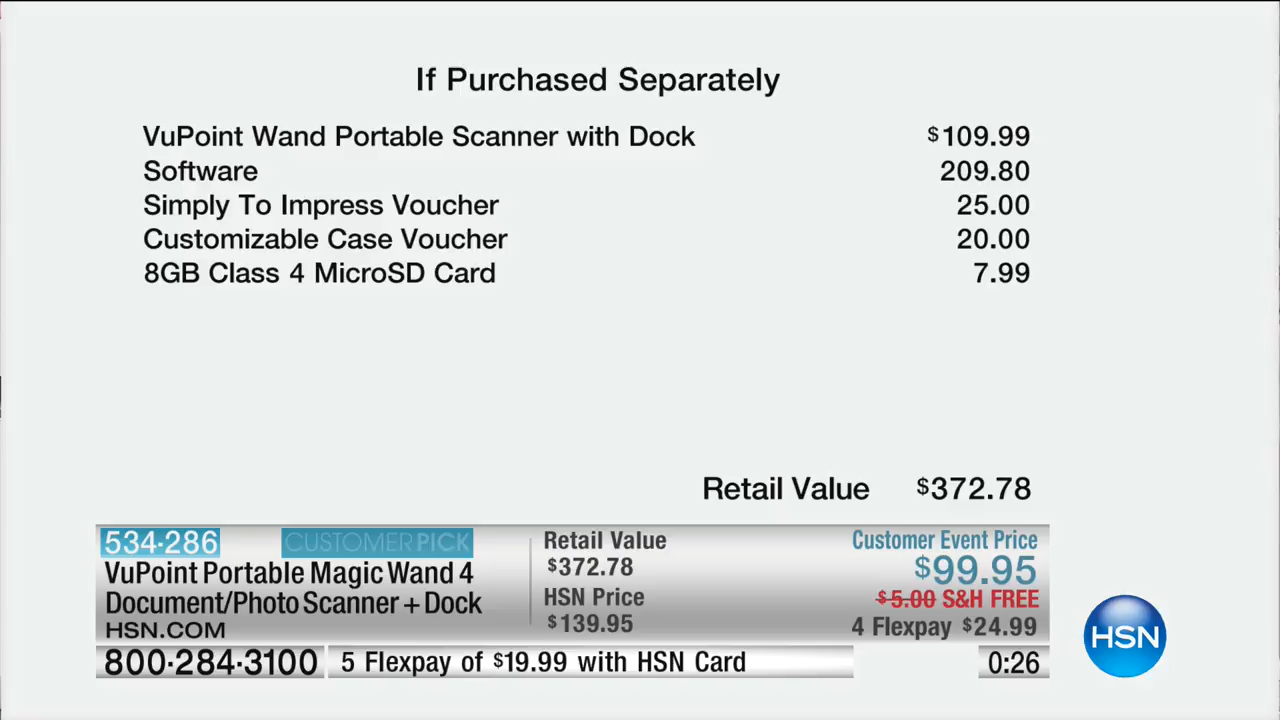 If Purchased Separately
VuPoint Wand Portable Scanner with Dock $109.99
Software 209.80
Simply To Impress Voucher 25.00
Customizable Case Voucher 20.00
8GB Class 4 MicroSD Card 7.99
Retail Value $372.78
534·286 CUSTOMERPICK
VuPoint Portable Magic Wand 4
Document/Photo Scanner + Dock
HSN.COM
Retail Value
$372.78
HSN Price
$139.95
Customer Event Price
$99.95
$5.00 S&H FREE
4 Flexpay $24.99
800·284·3100 5 Flexpay of $19.99 with HSN Card 0:26
HSN